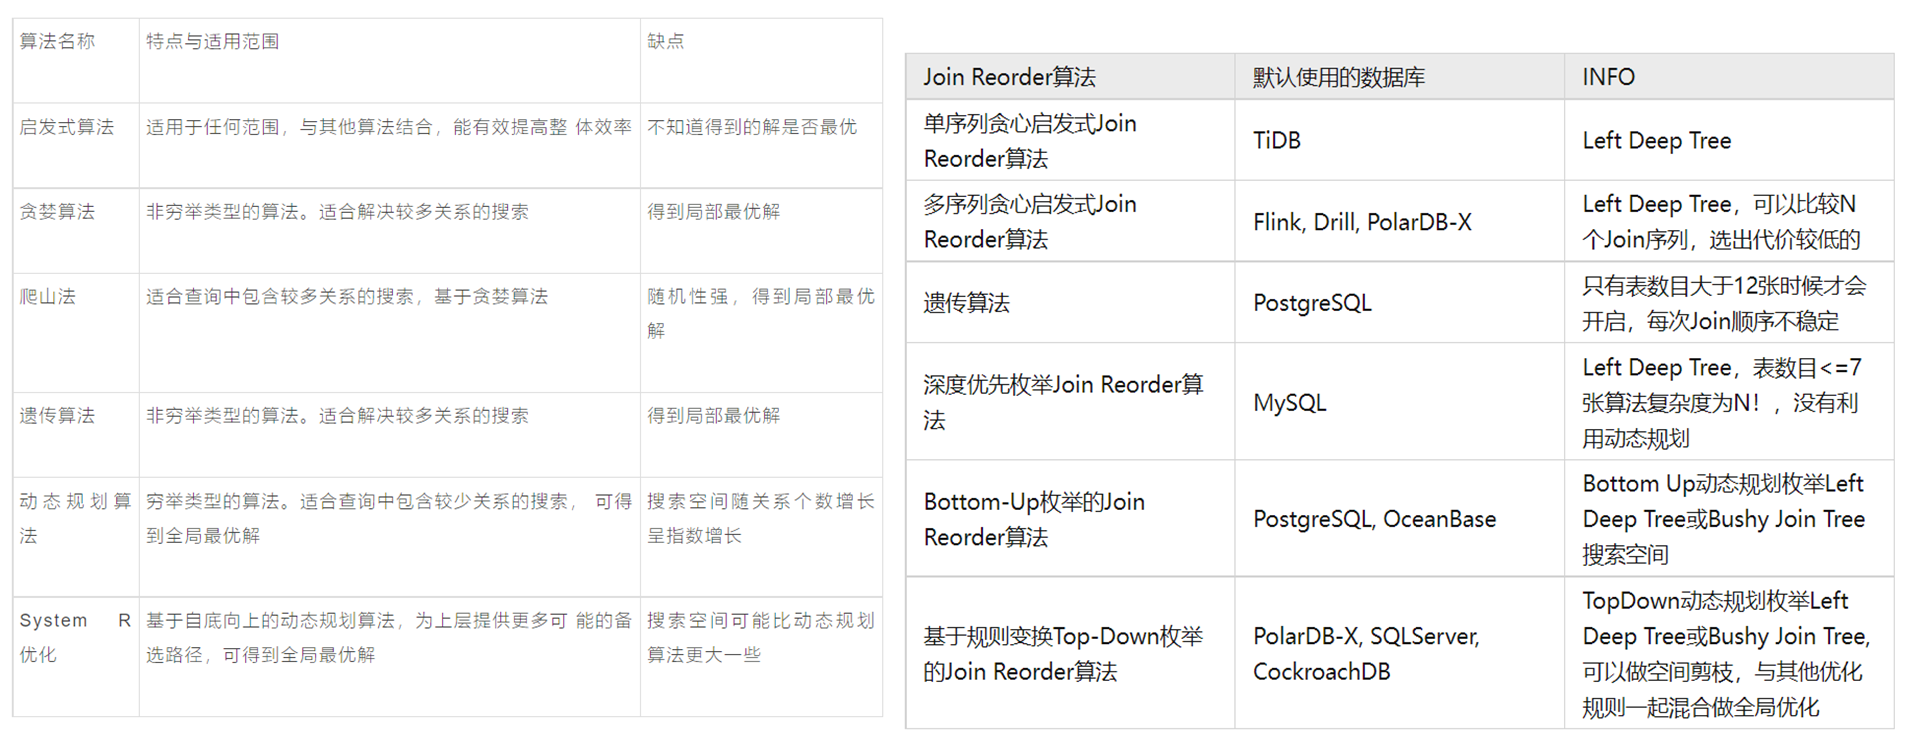 算法名称
特点与适用范围
缺点
启发式算法
适用于任何范围，与其他算法结合，能有效提高整 体效率
不知道得到的解是否最优
贪婪算法
非穷举类型的算法。适合解决较多关系的搜索
得到局部最优解
爬山法
适合查询中包含较多关系的搜索，基于贪婪算法
随机性强，得到局部最优
解
遗传算法
非穷举类型的算法。适合解决较多关系的搜索
得到局部最优解
动态规划算
法
穷举类型的算法。适合查询中包含较少关系的搜索， 可得
到全局最优解
搜索空间随关系个数增长
呈指数增长
System R
优化
基于自底向上的动态规划算法，为上层提供更多可 能的备
选路径，可得到全局最优解
搜索空间可能比动态规划
算法更大一些
Join Reorder算法
默认使用的数据库
INFO
单序列贪心启发式Join
Reorder算法
TiDB
Left Deep Tree
多序列贪心启发式Join
Reorder算法
Flink, Drill, PolarDB-X
Left Deep Tree，可以比较N
个Join序列，选出代价较低的
遗传算法
PostgreSQL
只有表数目大于12张时候才会
开启，每次Join顺序不稳定
深度优先枚举Join Reorder算
法
MySQL
Left Deep Tree，表数目<=7
张算法复杂度为N！，没有利
用动态规划
Bottom-Up枚举的Join
Reorder算法
PostgreSQL, OceanBase
Bottom Up动态规划枚举Left
Deep Tree或Bushy Join Tree
搜索空间
基于规则变换Top-Down枚举
的Join Reorder算法
PolarDB-X, SQLServer,
CockroachDB
TopDown动态规划枚举Left
Deep Tree或Bushy Join Tree,
可以做空间剪枝，与其他优化
规则一起混合做全局优化